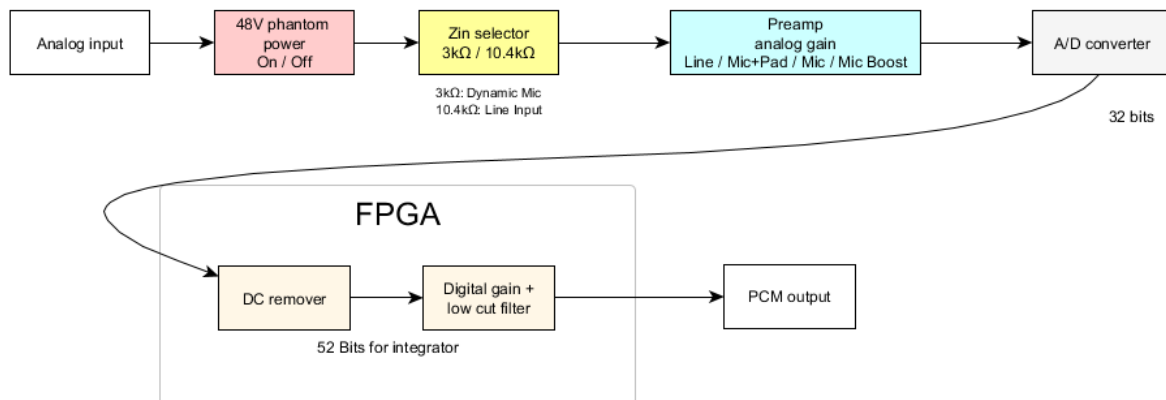 Analog input
48V phantom
power
On / Off
Zin selector
3kΩ / 10.4kΩ
Preamp
analog gain
Line / Mic+Pad / Mic / Mic Boost
A/D converter
3kΩ: Dynamic Mic
10.4kΩ: Line Input
32 bits
FPGA
DC remover
Digital gain +
low cut filter
PCM output
52 Bits for integrator